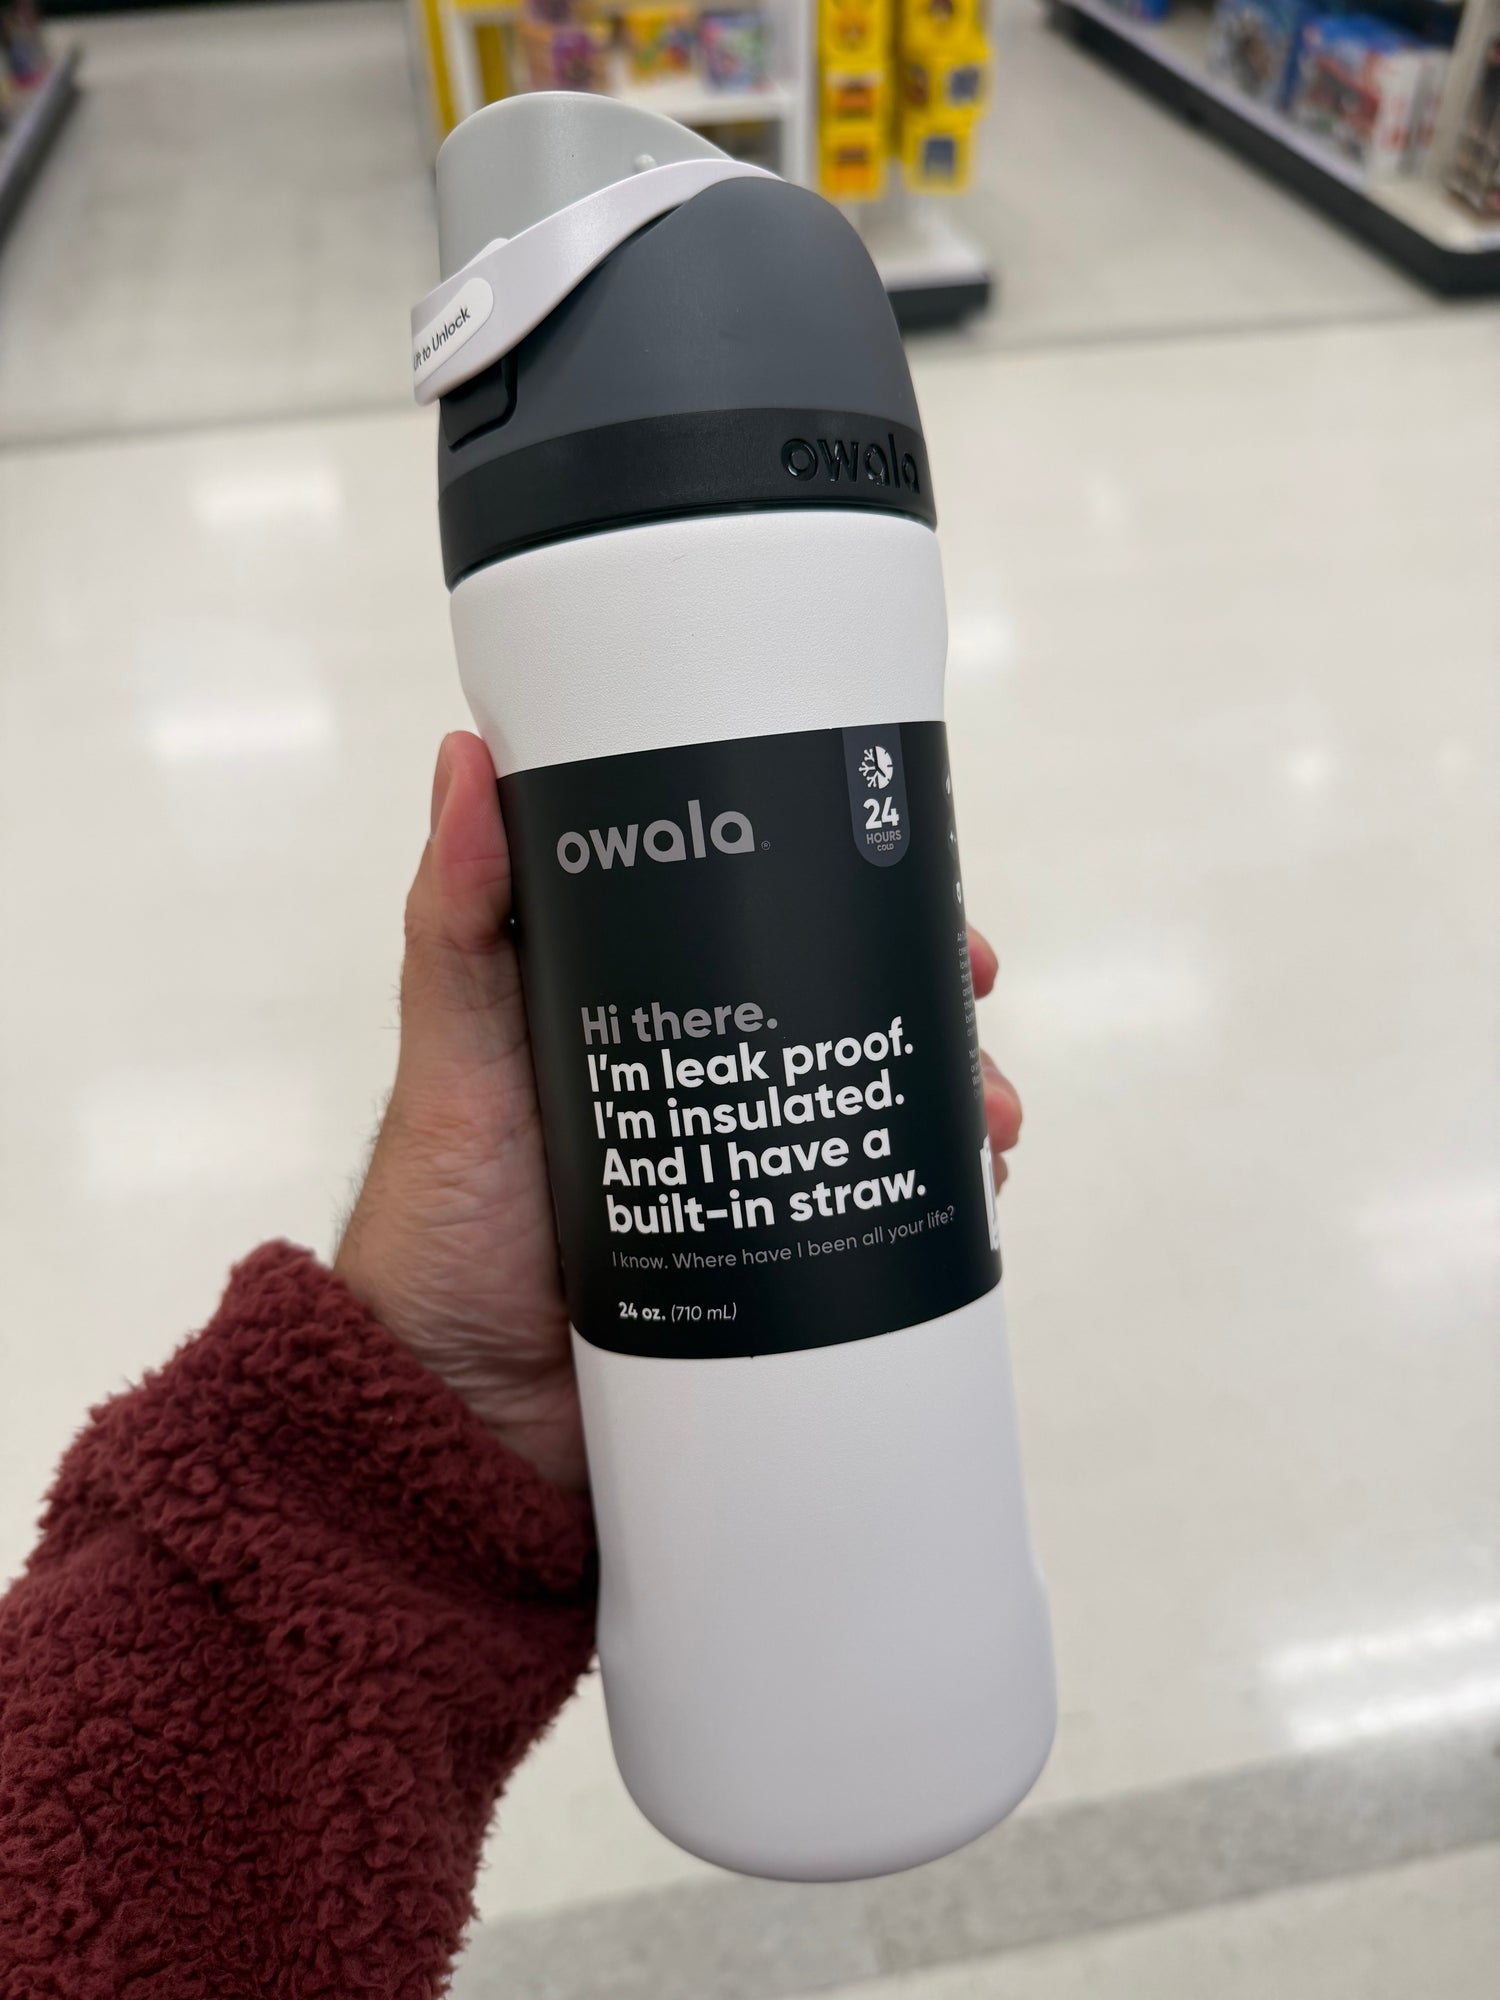 Lift to Unlock
owala
owala®
24
HOURS
COLD
Hi there.
I'm leak proof.
I'm insulated.
And I have a
built-in straw.
I know. Where have I been all your life?
24 oz. (710 mL)